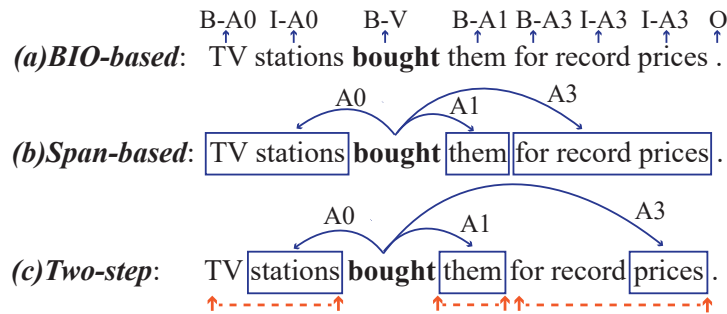 B-A0 I-A0 B-V B-A1 B-A3 I-A3 I-A3 O
(a)BIO-based: TV stations bought them for record prices .
A0 A1 A3
(b)Span-based: TV stations bought them for record prices .
A0 A1 A3
(c)Two-step: TV stations bought them for record prices .